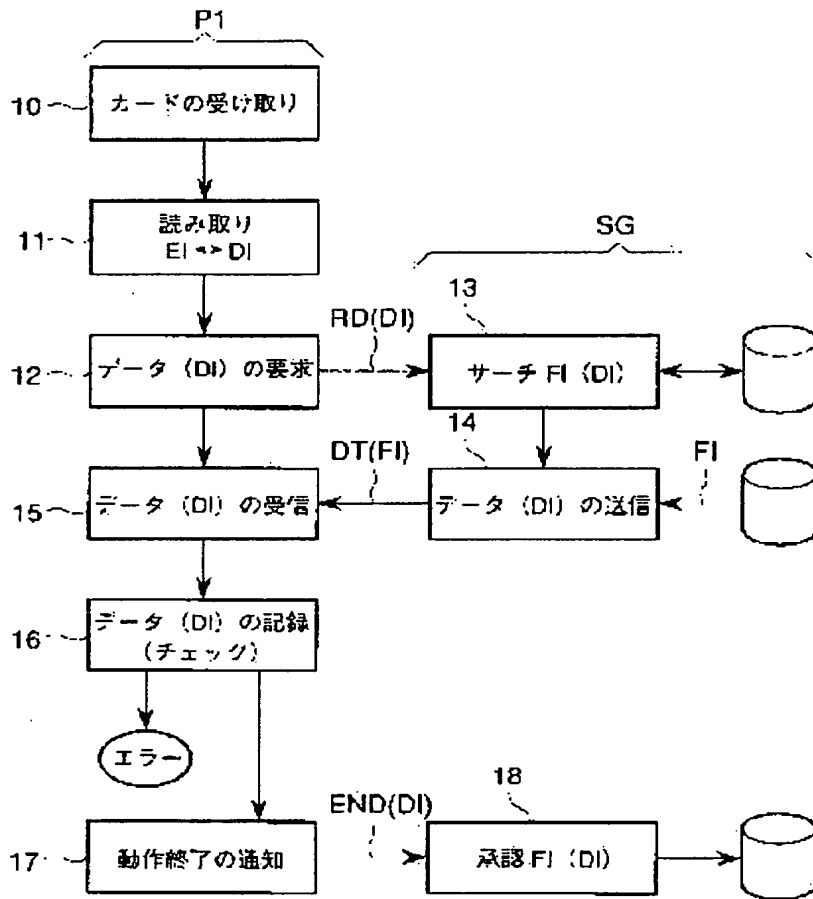 P1
10
カードの受け取り
11
読み取り
EI<->DI
SG
13
RD(DI)
12
データ（DI）の要求
サーチ FI（DI）
14
DT(FI)
FI
15
データ（DI）の受信
データ（DI）の送信
16
データ（DI）の記録
（チェック）
エラー
18
END(DI)
17
動作終了の通知
承認 FI（DI）